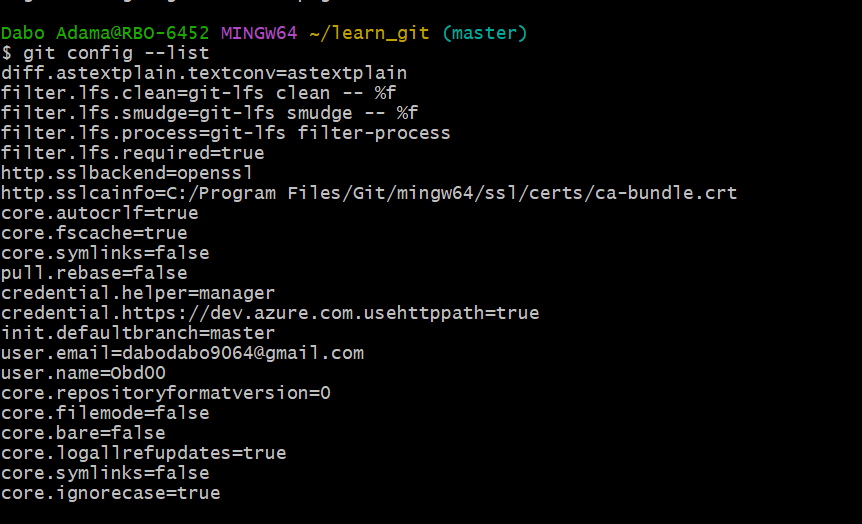 Dabo Adama@RBO-6452 MINGW64 ~/learn_git (master)
$ git config --list
diff.astextplain.textconv=astextplain
filter.lfs.clean=git-lfs clean -- %f
filter.lfs.smudge=git-lfs smudge -- %f
filter.lfs.process=git-lfs filter-process
filter.lfs.required=true
http.sslbackend=openssl
http.sslcainfo=C:/Program Files/Git/mingw64/ssl/certs/ca-bundle.crt
core.autocrlf=true
core.fscache=true
core.symlinks=false
pull.rebase=false
credential.helper=manager
credential.https://dev.azure.com.usehttppath=true
init.defaultbranch=master
user.email=dabodabo9064@gmail.com
user.name=Obd00
core.repositoryformatversion=0
core.filemode=false
core.bare=false
core.logallrefupdates=true
core.symlinks=false
core.ignorecase=true